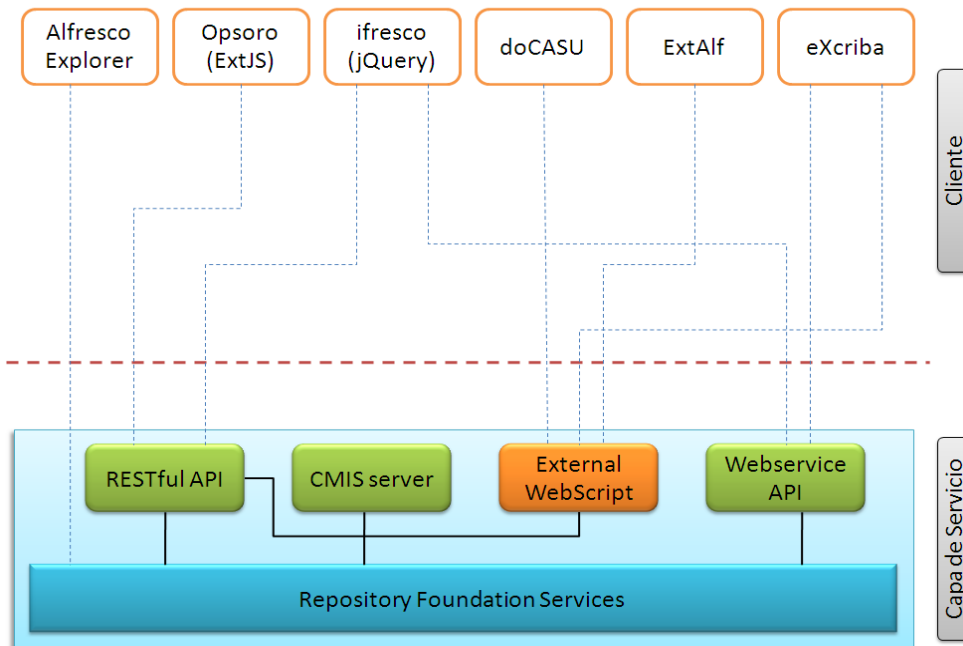 Alfresco
Explorer
Opsoro
(ExtJS)
ifresco
(jQuery)
doCASU
ExtAlf
eXcriba
Cliente
RESTful API
CMIS server
External
WebScript
Webservice
API
Repository Foundation Services
Capa de Servicio